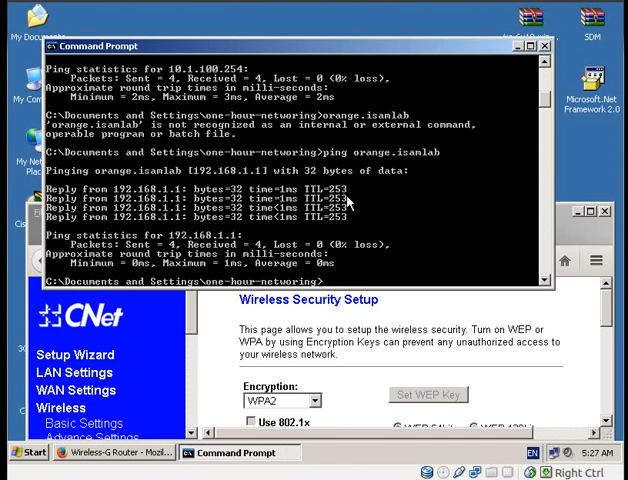 My Documents
SDM
Command Prompt
Ping statistics for 10.1.100.254:
Packets: Sent = 4, Received = 4, Lost = 0 (0% loss),
Approximate round trip times in milli-seconds:
Minimum = 2ms, Maximum = 3ms, Average = 2ms
C:\Documents and Settings\one-hour-networing>orange.isamlab
'orange.isamlab' is not recognized as an internal or external command,
operable program or batch file.
C:\Documents and Settings\one-hour-networing>ping orange.isamlab
Pinging orange.isamlab [192.168.1.1] with 32 bytes of data:
Reply from 192.168.1.1: bytes=32 time=1ms TTL=253
Reply from 192.168.1.1: bytes=32 time=1ms TTL=253
Reply from 192.168.1.1: bytes=32 time<1ms TTL=253
Reply from 192.168.1.1: bytes=32 time<1ms TTL=253
Ping statistics for 192.168.1.1:
Packets: Sent = 4, Received = 4, Lost = 0 (0% loss),
Approximate round trip times in milli-seconds:
Minimum = 0ms, Maximum = 1ms, Average = 0ms
C:\Documents and Settings\one-hour-networing>
Microsoft.Net
Framework 2.0
CNet
Setup Wizard
LAN Settings
WAN Settings
Wireless
Basic Settings
Advance Settings
Wireless Security Setup
This page allows you to setup the wireless security. Turn on WEP or
WPA by using Encryption Keys can prevent any unauthorized access to
your wireless network.
Encryption:
WPA2
Set WEP Key
Use 802.1x
Start
Wireless-G Router - Mozil...
Command Prompt
EN
5:27 AM
Right Ctrl